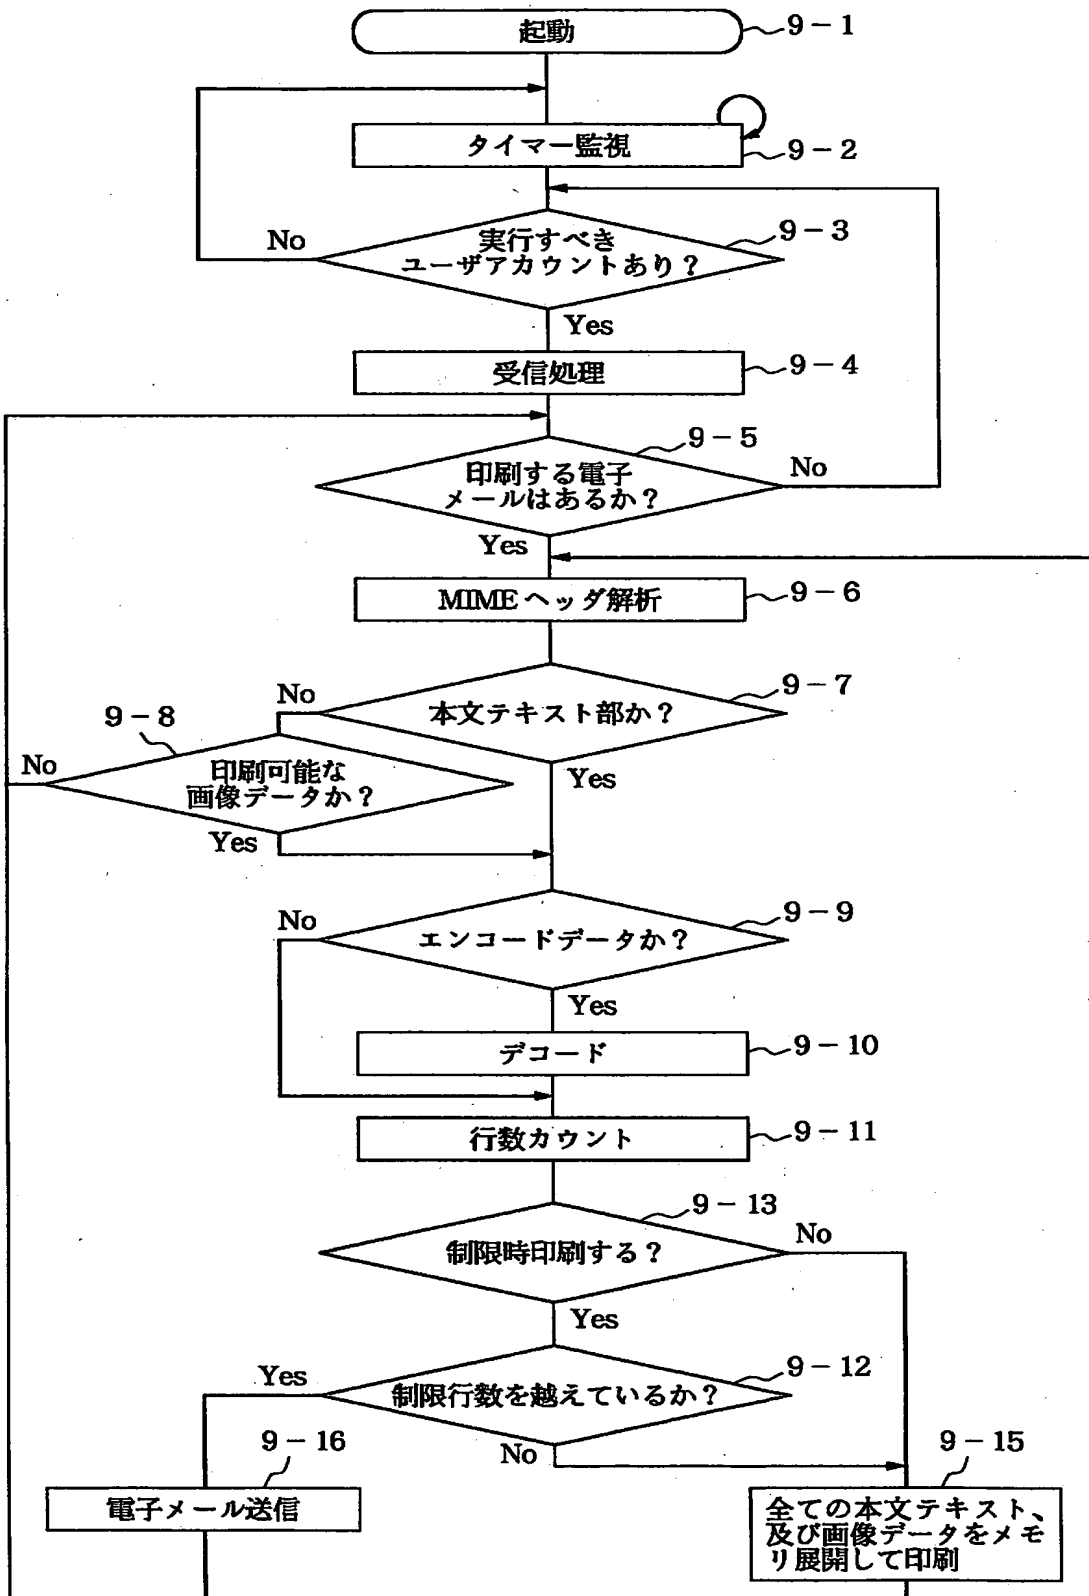 起動
9-1
タイマー監視
9-2
9-3
No
実行すべき
ユーザアカウントあり？
Yes
受信処理
9-4
9-5
印刷する電子
メールはあるか？
No
Yes
MIMEヘッダ解析
9-6
9-7
No
本文テキスト部か？
9-8
No
印刷可能な
画像データか？
Yes
Yes
9-9
No
エンコードデータか？
Yes
デコード
9-10
行数カウント
9-11
9-13
制限時印刷する？
No
Yes
9-12
Yes
制限行数を越えているか？
No
9-16
電子メール送信
9-15
全ての本文テキスト、
及び画像データをメモ
リ展開して印刷